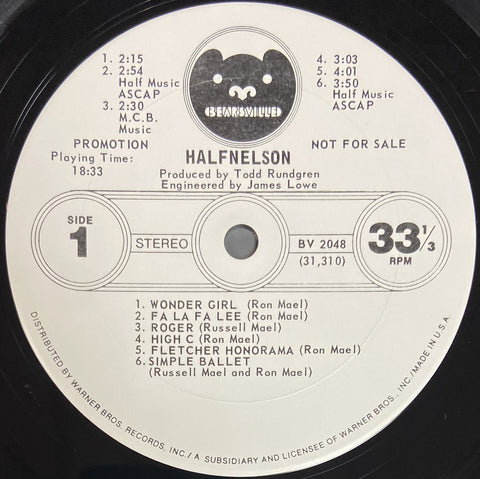 BEARSVILLE
1. 2:15
2. 2:54
Half Music
ASCAP
3. 2:30
M.C.B.
Music
4. 3:03
5. 4:01
6. 3:50
Half Music
ASCAP
PROMOTION
Playing Time:
18:33
NOT FOR SALE
HALFNELSON
Produced by Todd Rundgren
Engineered by James Lowe
SIDE
1
STEREO
BV 2048
(31,310)
33 1/3
RPM
1. WONDER GIRL (Ron Mael)
2. FA LA FA LEE (Ron Mael)
3. ROGER (Russell Mael)
4. HIGH C (Ron Mael)
5. FLETCHER HONORAMA (Ron Mael)
6. SIMPLE BALLET
(Russell Mael and Ron Mael)
DISTRIBUTED BY WARNER BROS. RECORDS, INC./A SUBSIDIARY AND LICENSEE OF WARNER BROS., INC./MADE IN U.S.A.